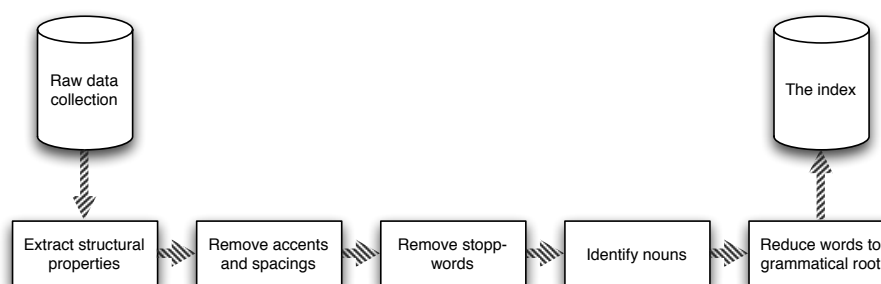 Raw data
collection
The index
Extract structural
properties
Remove accents
and spacings
Remove stopp-
words
Identify nouns
Reduce words to
grammatical root